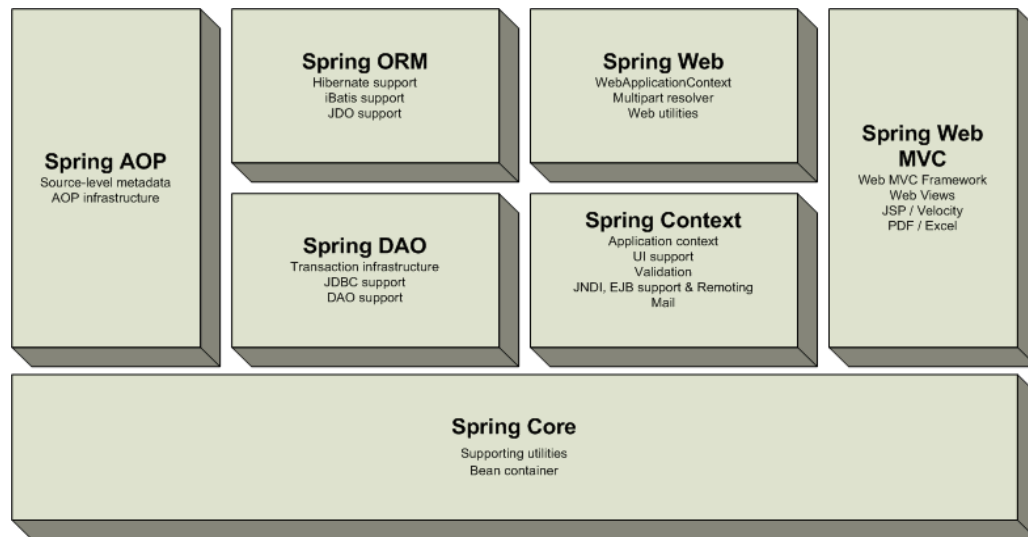 Spring AOP
Source-level metadata
AOP infrastructure
Spring ORM
Hibernate support
iBatis support
JDO support
Spring Web
WebApplicationContext
Multipart resolver
Web utilities
Spring DAO
Transaction infrastructure
JDBC support
DAO support
Spring Context
Application context
UI support
Validation
JNDI, EJB support & Remoting
Mail
Spring Web
MVC
Web MVC Framework
Web Views
JSP / Velocity
PDF / Excel
Spring Core
Supporting utilities
Bean container